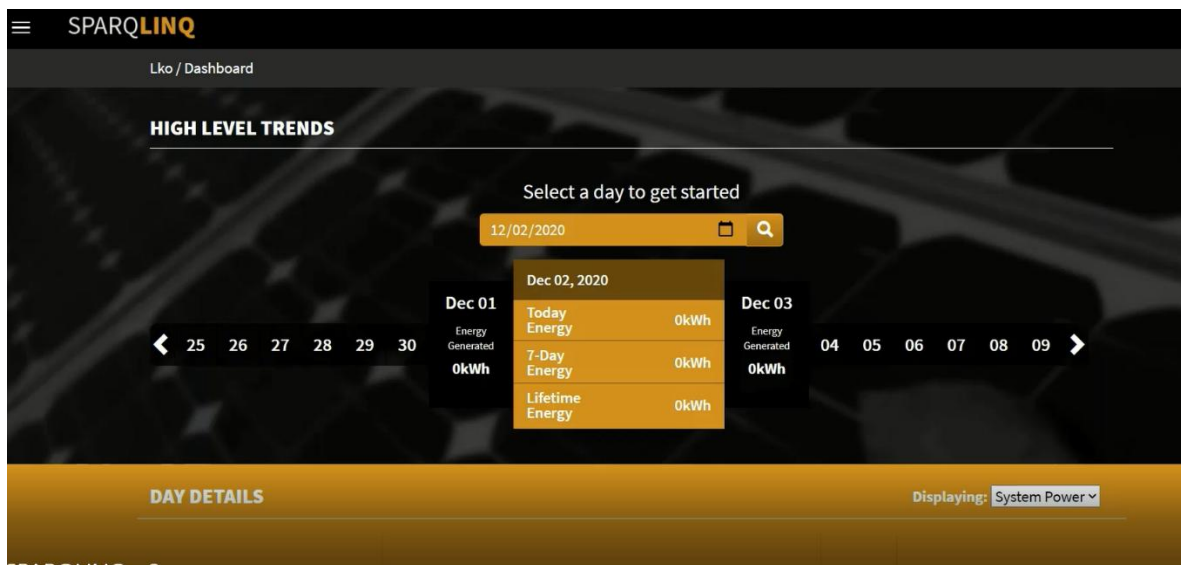 SPARQLINQ
Lko / Dashboard
HIGH LEVEL TRENDS
Select a day to get started
12/02/2020
25 26 27 28 29 30
Dec 01
Energy
Generated
0kWh
Dec 02, 2020
Today
Energy 0kWh
7-Day
Energy 0kWh
Lifetime
Energy 0kWh
Dec 03
Energy
Generated
0kWh
04 05 06 07 08 09
DAY DETAILS
Displaying: System Power